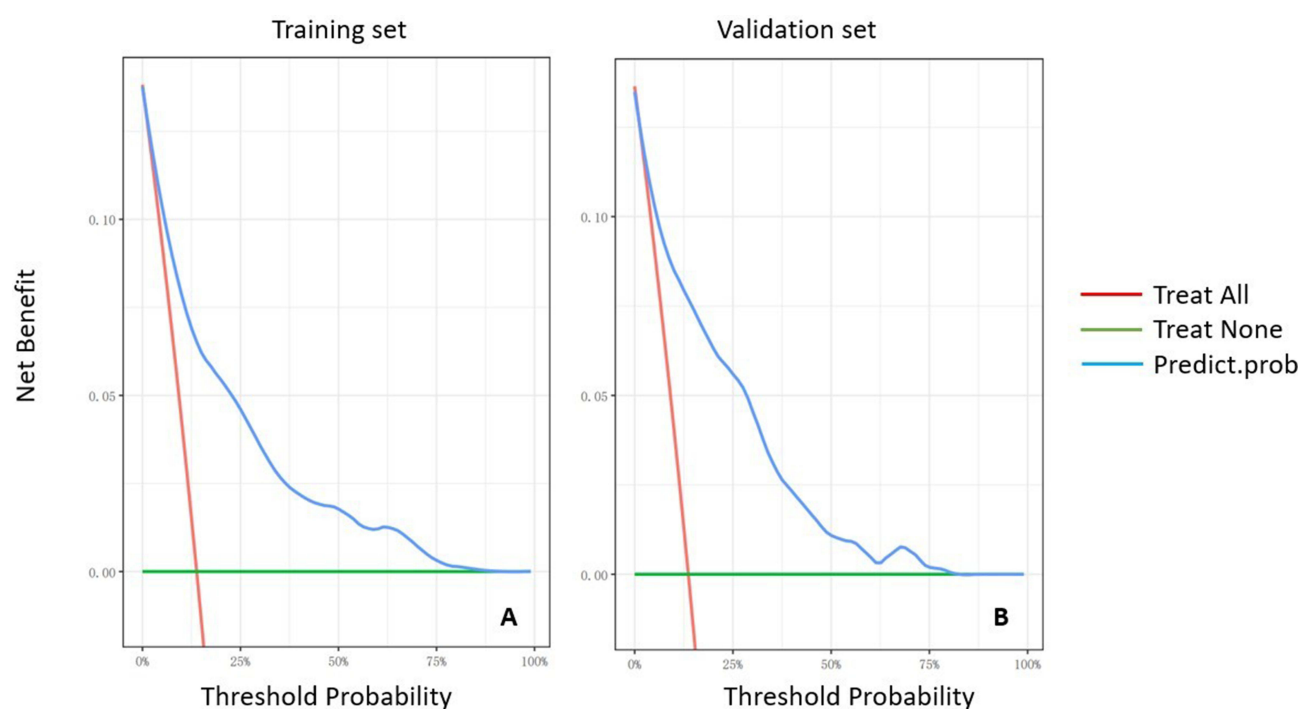 Training set
Validation set
Net Benefit
0.10
0.05
0.00
A
0%
25%
50%
75%
100%
Threshold Probability
0.10
0.05
0.00
B
0%
25%
50%
75%
100%
Threshold Probability
Treat All
Treat None
Predict.prob